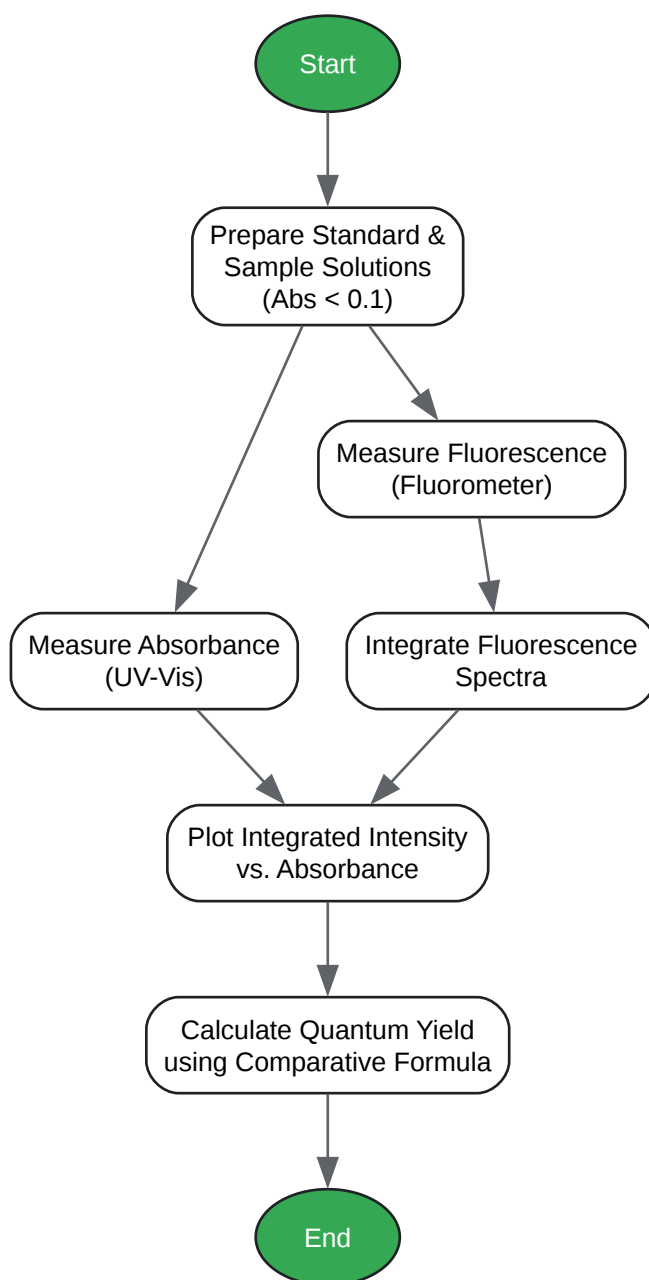 Start
Prepare Standard &
Sample Solutions
(Abs < 0.1)
Measure Fluorescence
(Fluorometer)
Measure Absorbance
(UV-Vis)
Integrate Fluorescence
Spectra
Plot Integrated Intensity
vs. Absorbance
Calculate Quantum Yield
using Comparative Formula
End